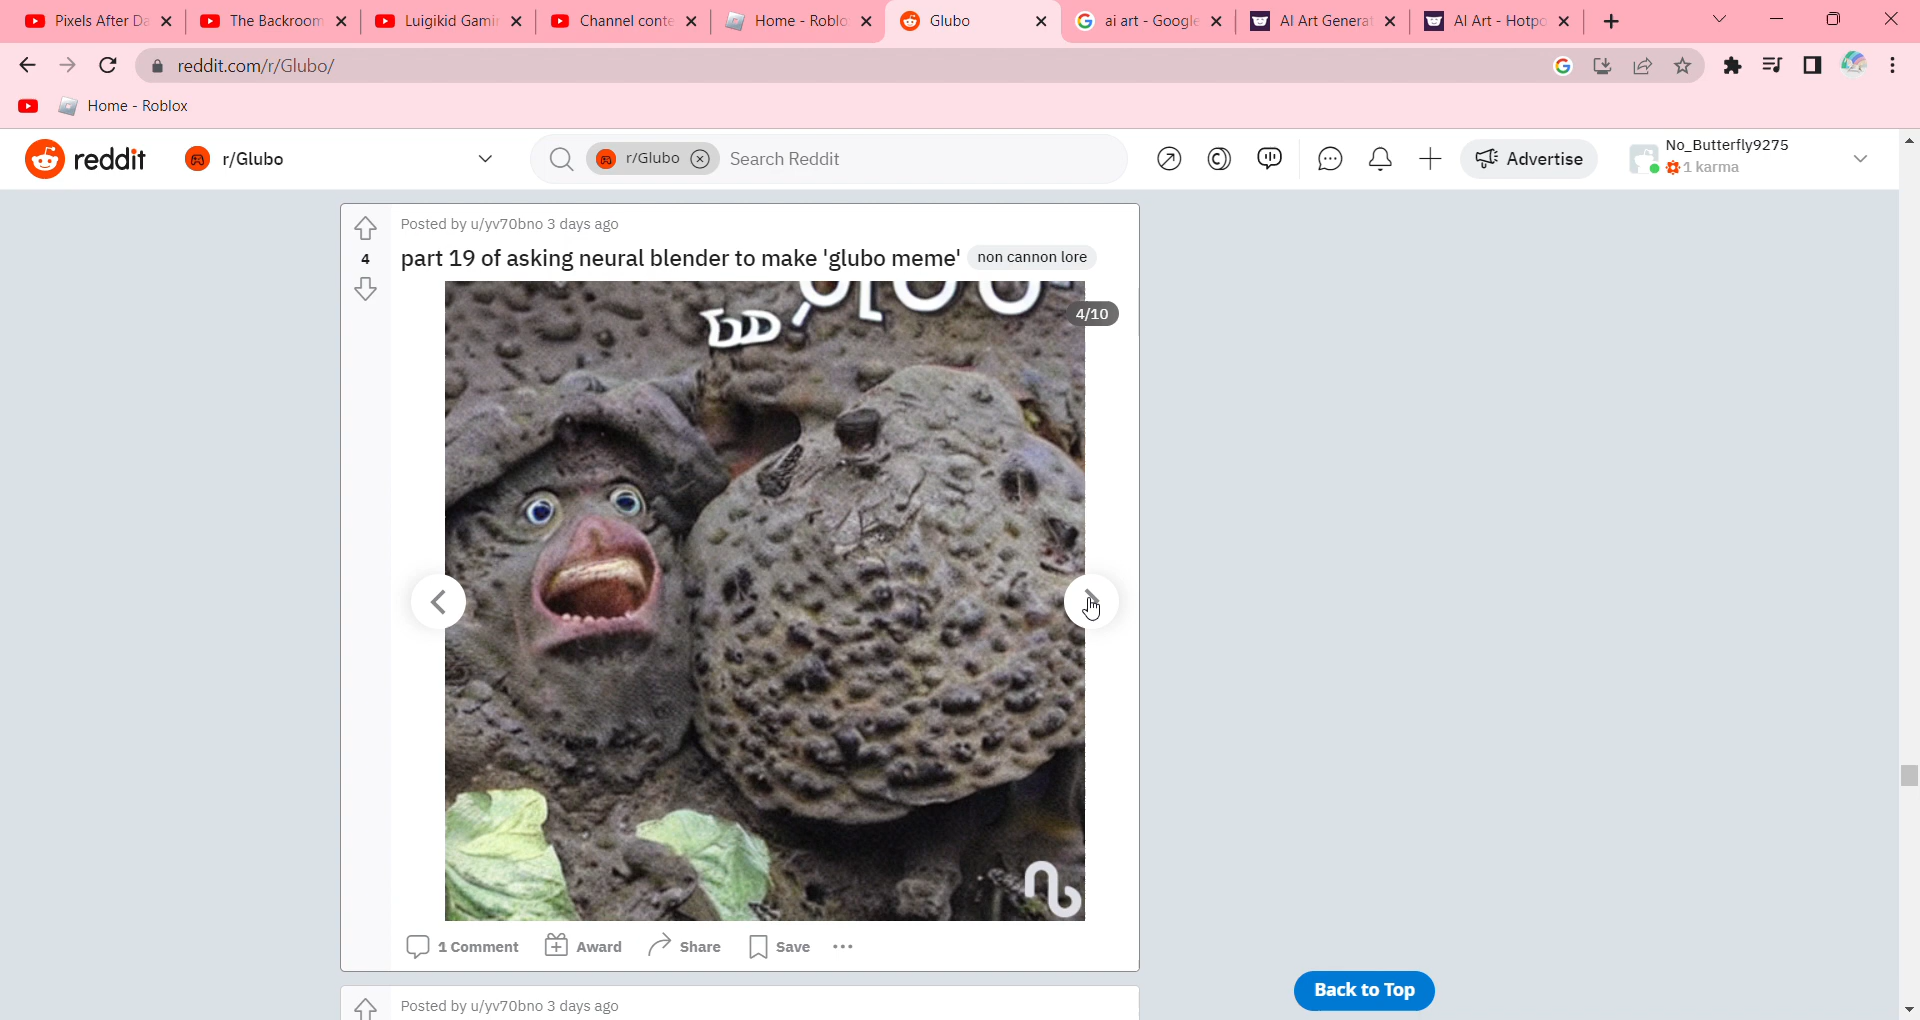 Pixels After Da
The Backroom
Luigikid Gami
Channel conte
Home - Roblo
Glubo
ai art - Google
AI Art Generat
AI Art - Hotpo
reddit.com/r/Glubo/
Home - Roblox
reddit
r/Glubo
r/Glubo
Search Reddit
Advertise
No_Butterfly9275
1 karma
Posted by u/yv70bno 3 days ago
4
part 19 of asking neural blender to make 'glubo meme'
non cannon lore
4/10
1 Comment
Award
Share
Save
Posted by u/yv70bno 3 days ago
Back to Top